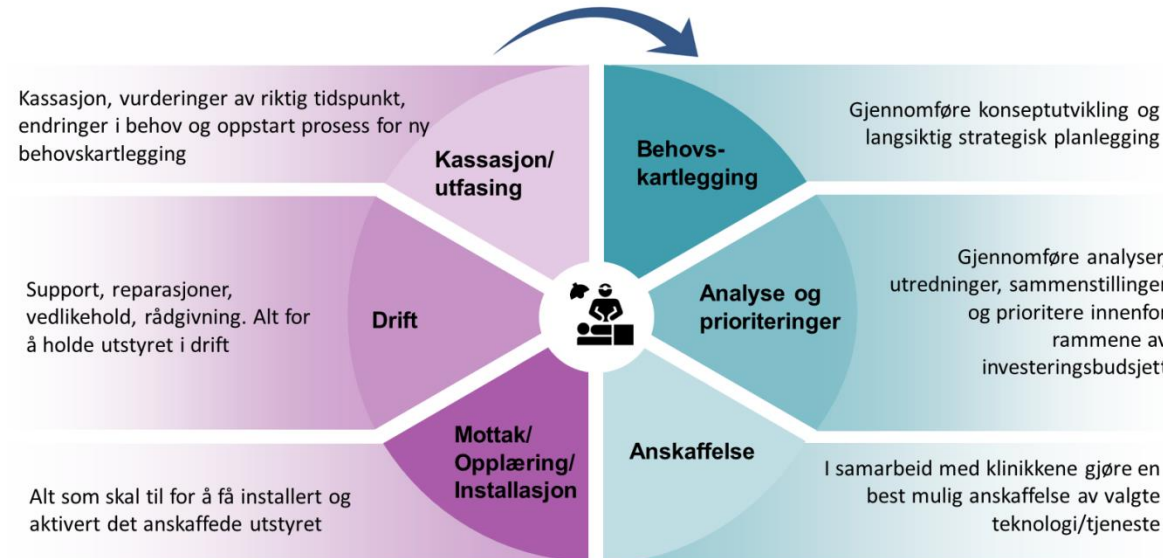 Kassasjon, vurderinger av riktig tidspunkt,
endringer i behov og oppstart prosess for ny
behovskartlegging
Kassasjon/
utfasing
Behovs-
kartlegging
Gjennomføre konseptutvikling og
langsiktig strategisk planlegging
Support, reparasjoner,
vedlikehold, rådgivning. Alt for
å holde utstyret i drift
Drift
Analyse og
prioriteringer
Gjennomføre analyser,
utredninger, sammenstillinger
og prioritere innenfor
rammene av
investeringsbudsjett
Mottak/
Opplæring/
Installasjon
Anskaffelse
Alt som skal til for å få installert og
aktivert det anskaffede utstyret
I samarbeid med klinikkene gjøre en
best mulig anskaffelse av valgte
teknologi/tjeneste